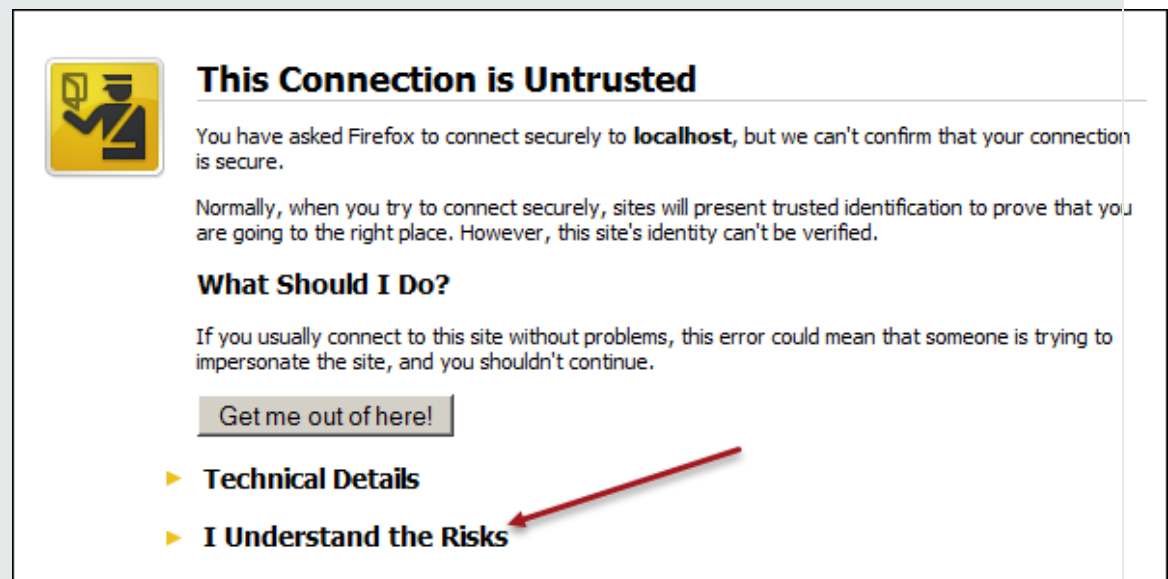 This Connection is Untrusted
You have asked Firefox to connect securely to localhost, but we can't confirm that your connection
is secure.
Normally, when you try to connect securely, sites will present trusted identification to prove that you
are going to the right place. However, this site's identity can't be verified.
What Should I Do?
If you usually connect to this site without problems, this error could mean that someone is trying to
impersonate the site, and you shouldn't continue.
Get me out of here!
Technical Details
I Understand the Risks